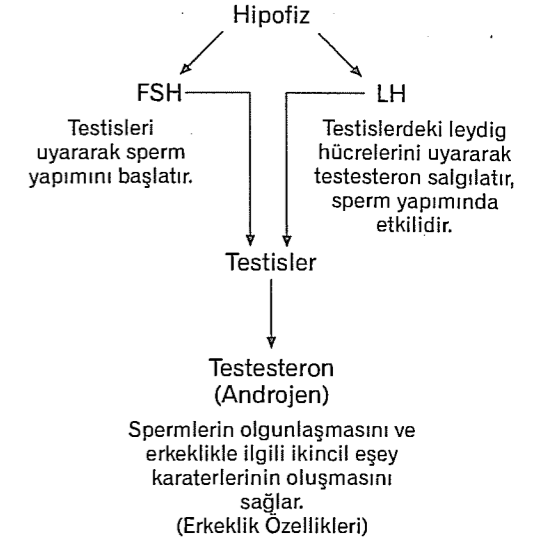 Hipofiz
FSH
LH
Testisleri
uyararak sperm
yapımını başlatır.
Testislerdeki leydig
hücrelerini uyararak
testesteron salgılatır,
sperm yapımında
etkilidir.
Testisler
Testesteron
(Androjen)
Spermlerin olgunlaşmasını ve
erkeklikle ilgili ikincil eşey
karaterlerinin oluşmasını
sağlar.
(Erkeklik Özellikleri)